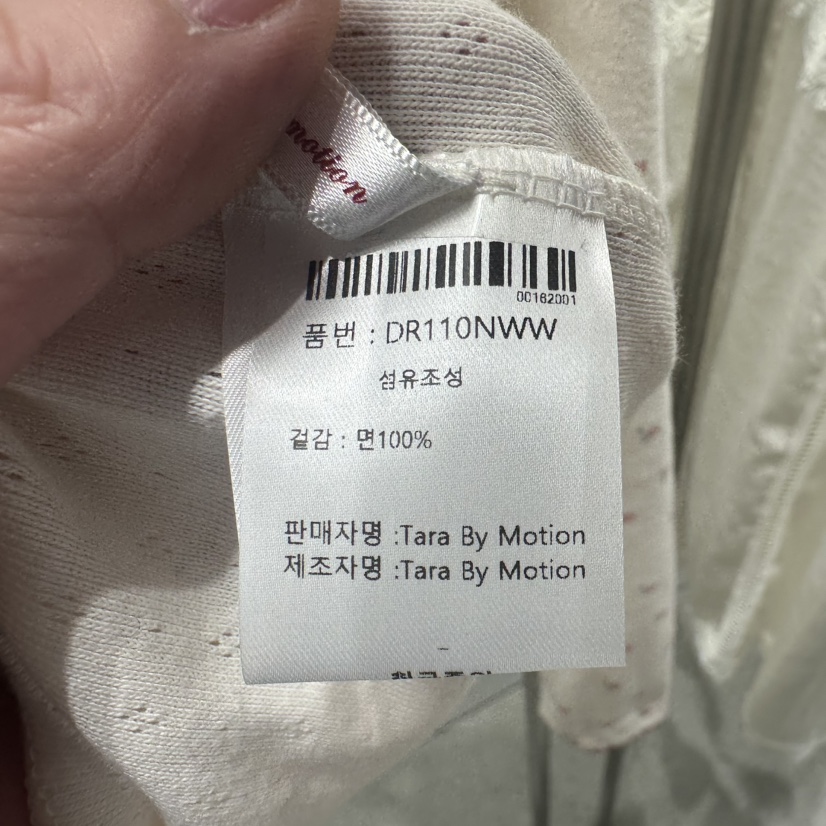 motion
00182001
품번 : DR110NWW
섬유조성
겉감 : 면100%
판매자명 :Tara By Motion
제조자명 :Tara By Motion